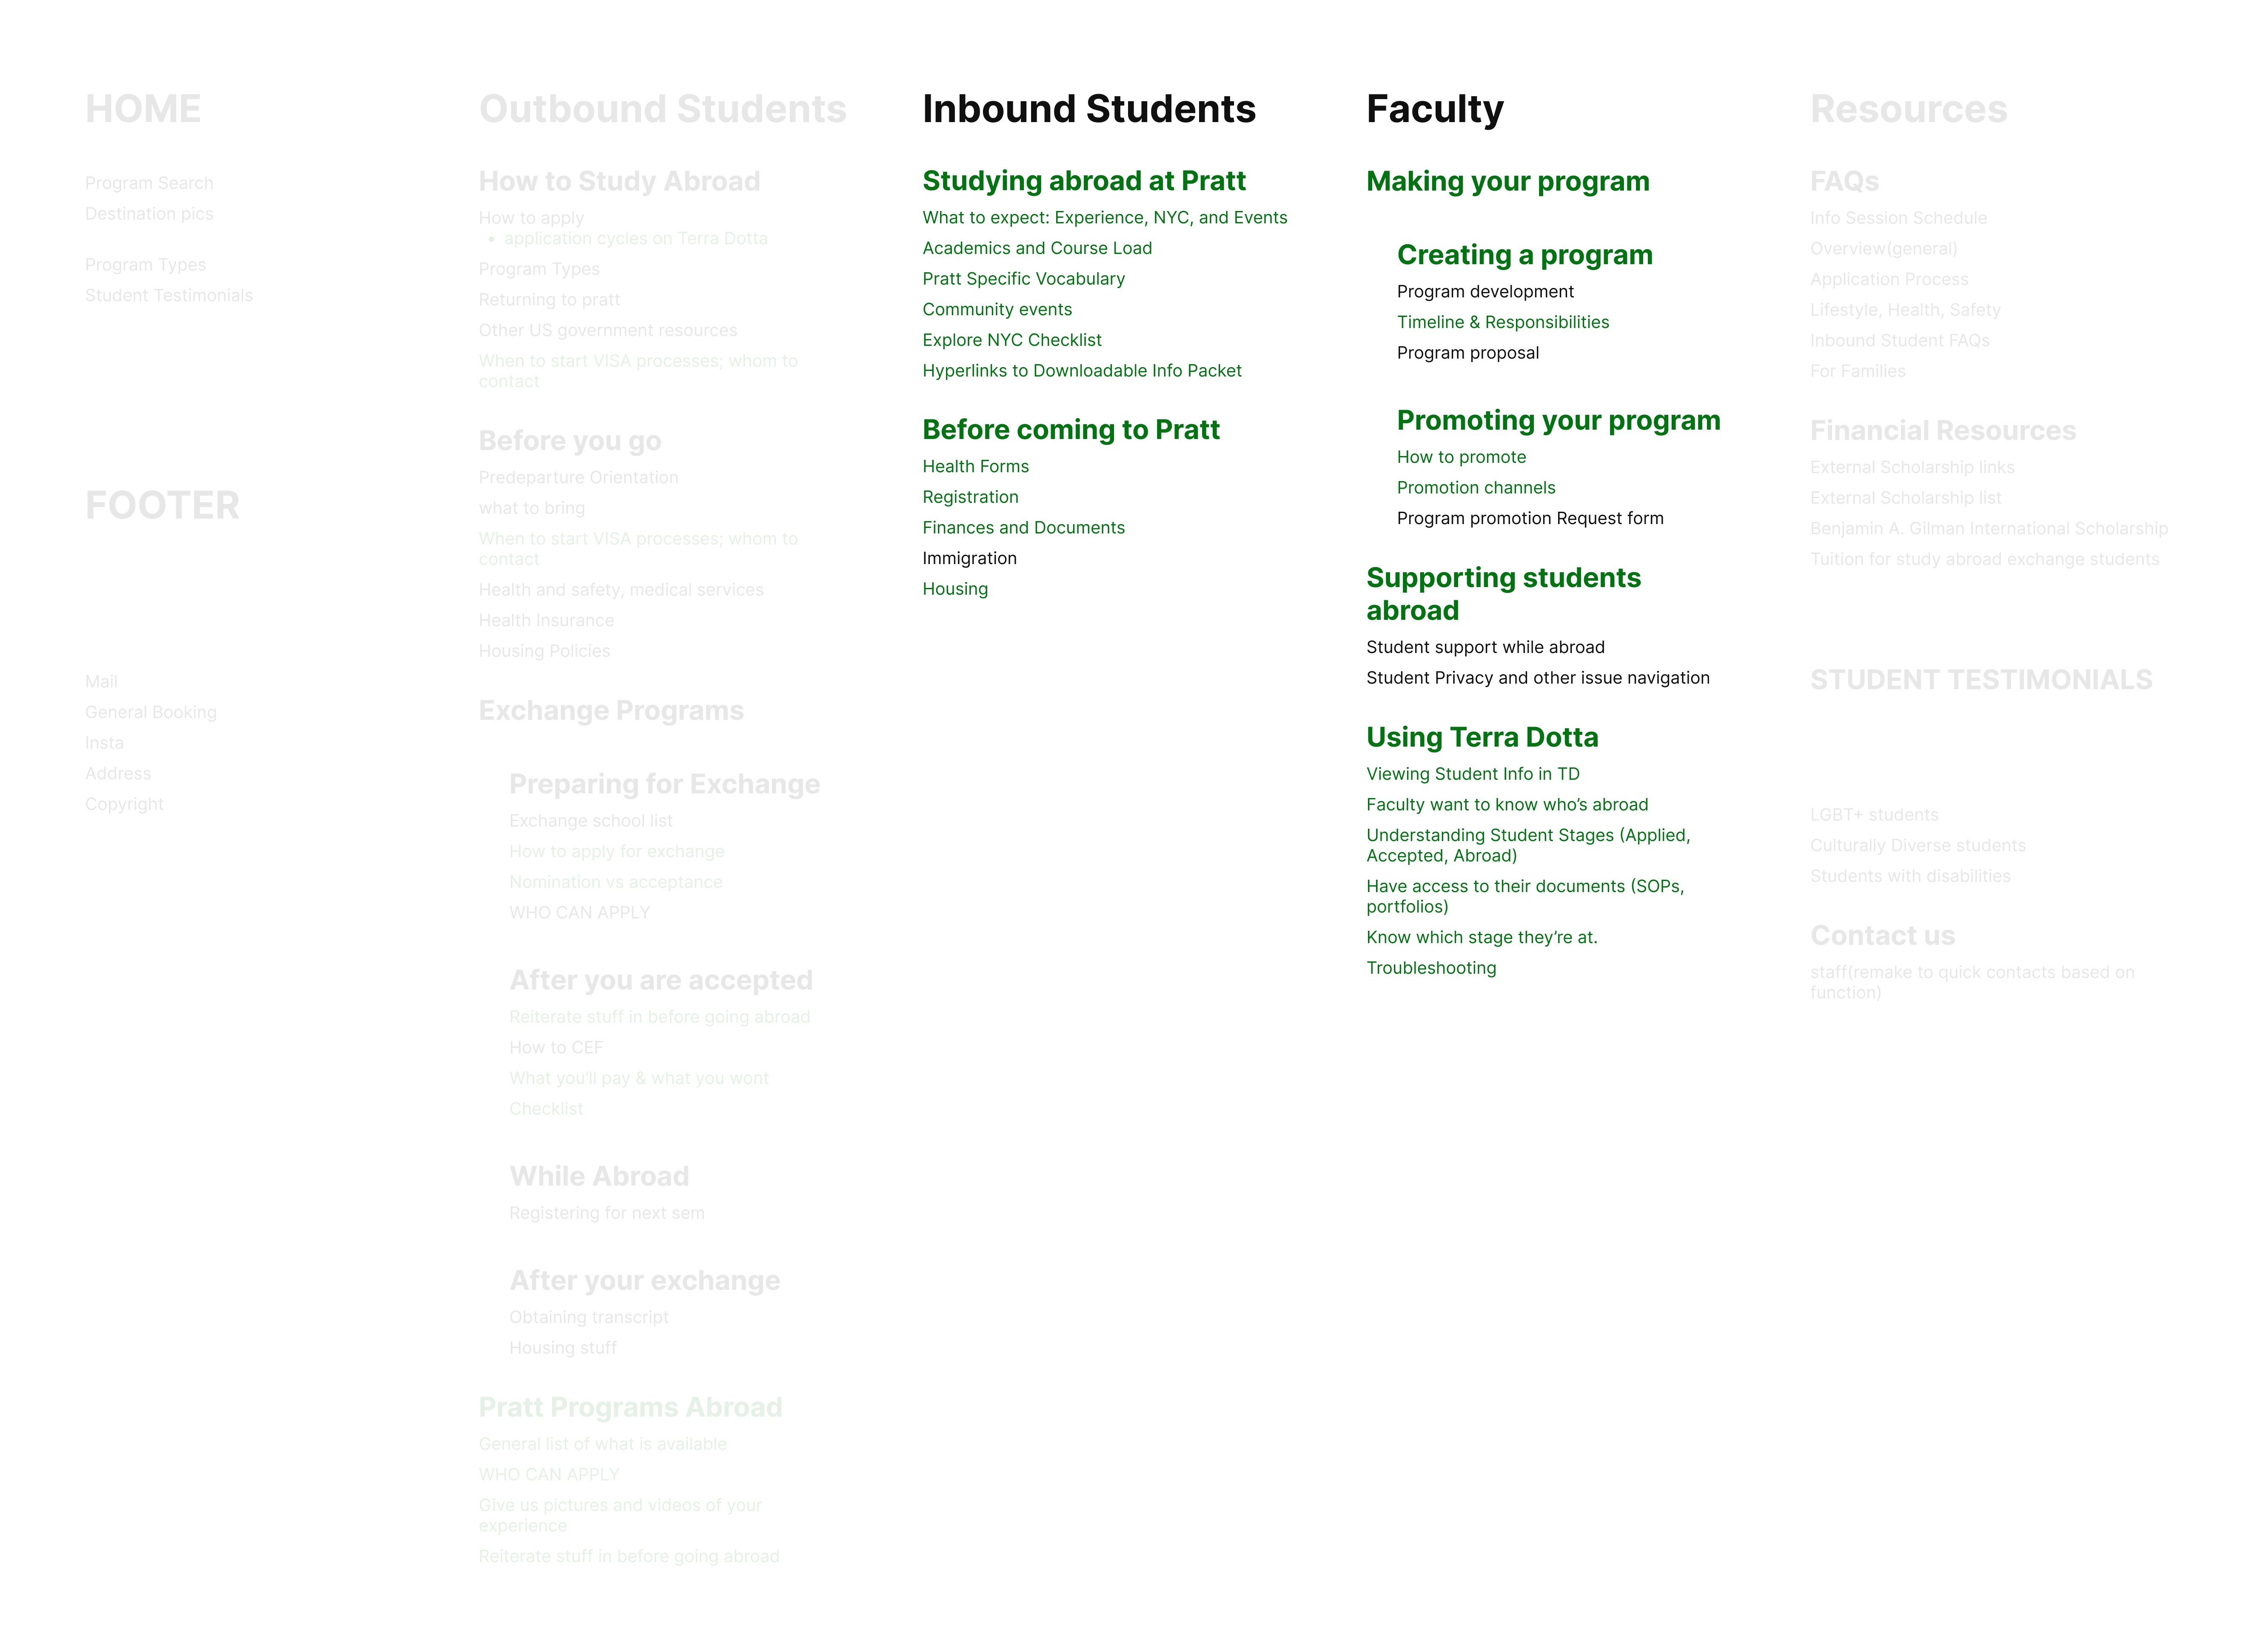 HOME
Program Search
Destination pics
Program Types
Student Testimonials
FOOTER
Mail
General Booking
Insta
Address
Copyright
Outbound Students
How to Study Abroad
How to apply
• application cycles on Terra Dotta
Program Types
Returning to pratt
Other US government resources
When to start VISA processes; whom to
contact
Before you go
Predeparture Orientation
what to bring
When to start VISA processes; whom to
contact
Health and safety, medical services
Health Insurance
Housing Policies
Exchange Programs
Preparing for Exchange
Exchange school list
How to apply for exchange
Nomination vs acceptance
WHO CAN APPLY
After you are accepted
Reiterate stuff in before going abroad
How to CEF
What you'll pay & what you wont
Checklist
While Abroad
Registering for next sem
After your exchange
Obtaining transcript
Housing stuff
Pratt Programs Abroad
General list of what is available
WHO CAN APPLY
Give us pictures and videos of your
experience
Reiterate stuff in before going abroad
Inbound Students
Studying abroad at Pratt
What to expect: Experience, NYC, and Events
Academics and Course Load
Pratt Specific Vocabulary
Community events
Explore NYC Checklist
Hyperlinks to Downloadable Info Packet
Before coming to Pratt
Health Forms
Registration
Finances and Documents
Immigration
Housing
Faculty
Making your program
Creating a program
Program development
Timeline & Responsibilities
Program proposal
Promoting your program
How to promote
Promotion channels
Program promotion Request form
Supporting students
abroad
Student support while abroad
Student Privacy and other issue navigation
Using Terra Dotta
Viewing Student Info in TD
Faculty want to know who’s abroad
Understanding Student Stages (Applied,
Accepted, Abroad)
Have access to their documents (SOPs,
portfolios)
Know which stage they’re at.
Troubleshooting
Resources
FAQs
Info Session Schedule
Overview(general)
Application Process
Lifestyle, Health, Safety
Inbound Student FAQs
For Families
Financial Resources
External Scholarship links
External Scholarship list
Benjamin A. Gilman International Scholarship
Tuition for study abroad exchange students
STUDENT TESTIMONIALS
LGBT+ students
Culturally Diverse students
Students with disabilities
Contact us
staff(remake to quick contacts based on
function)